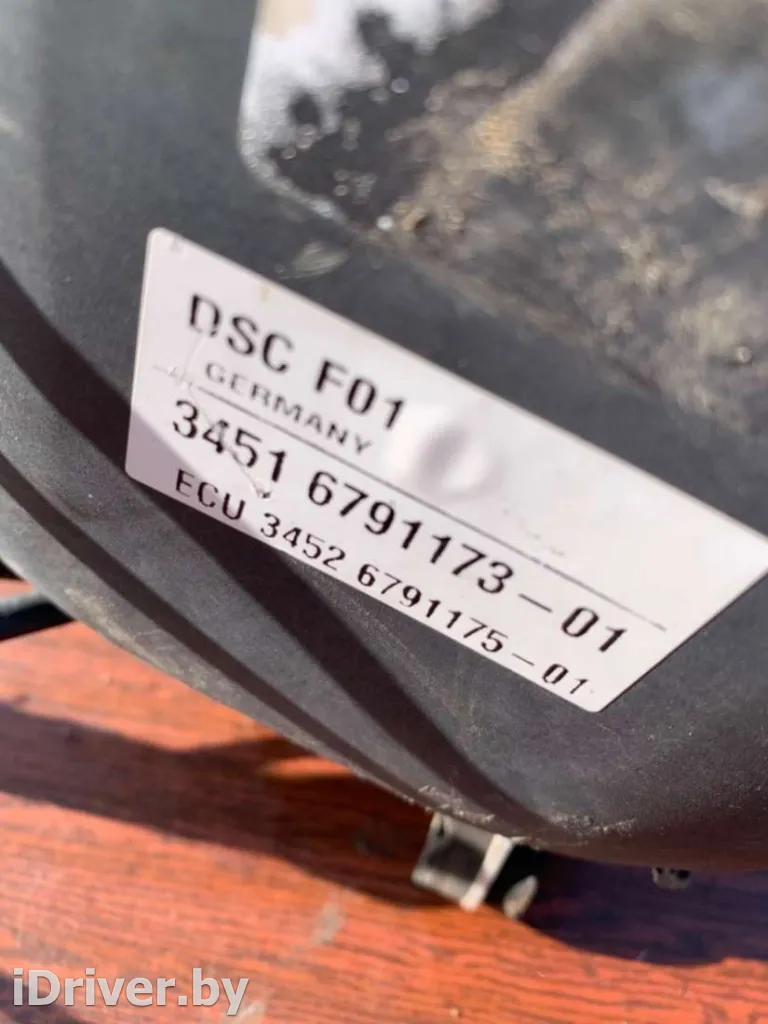 DSC F01
GERMANY
3451 6791173-01
ECU 3452 6791175-01
iDriver.by